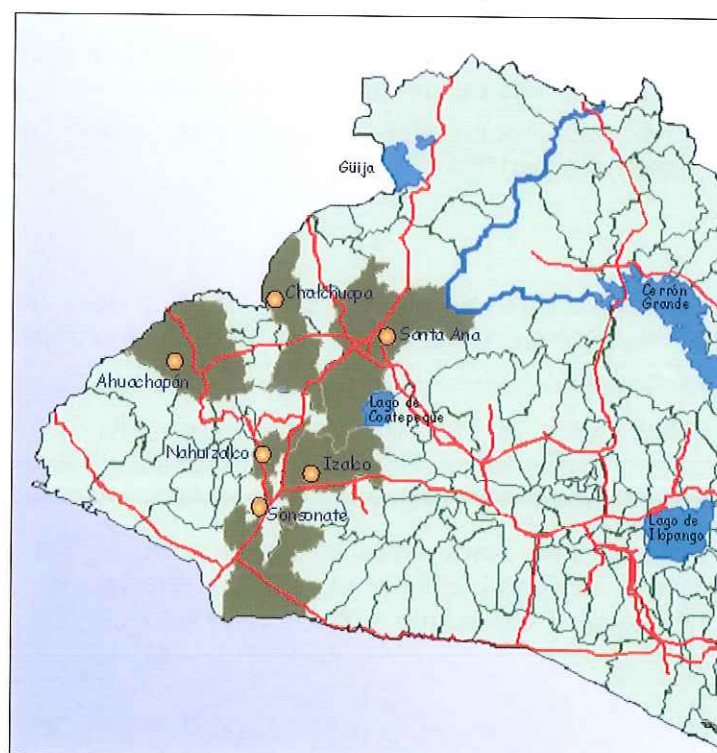 Güija
Chalchuapa
Cerrón
Grande
Santa Ana
Ahuachapán
Lago de
Coatepeque
Nahuizalco
Izalco
Sonsonate
Lago de
Ilopango